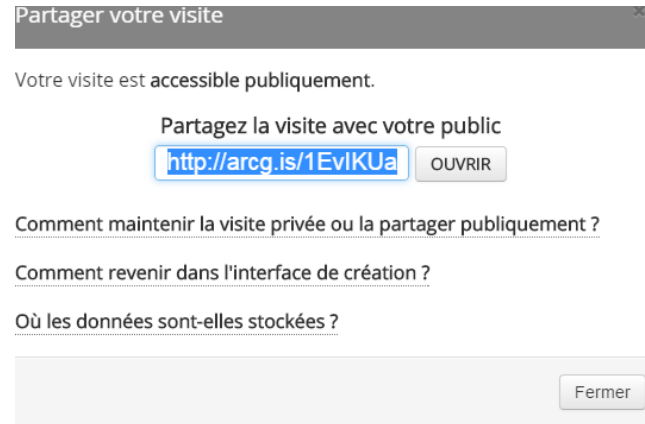 Partager votre visite
Votre visite est accessible publiquement.
Partagez la visite avec votre public
http://arcg.is/1EvIKUa OUVRIR
Comment maintenir la visite privée ou la partager publiquement ?
Comment revenir dans l'interface de création ?
Où les données sont-elles stockées ?
Fermer